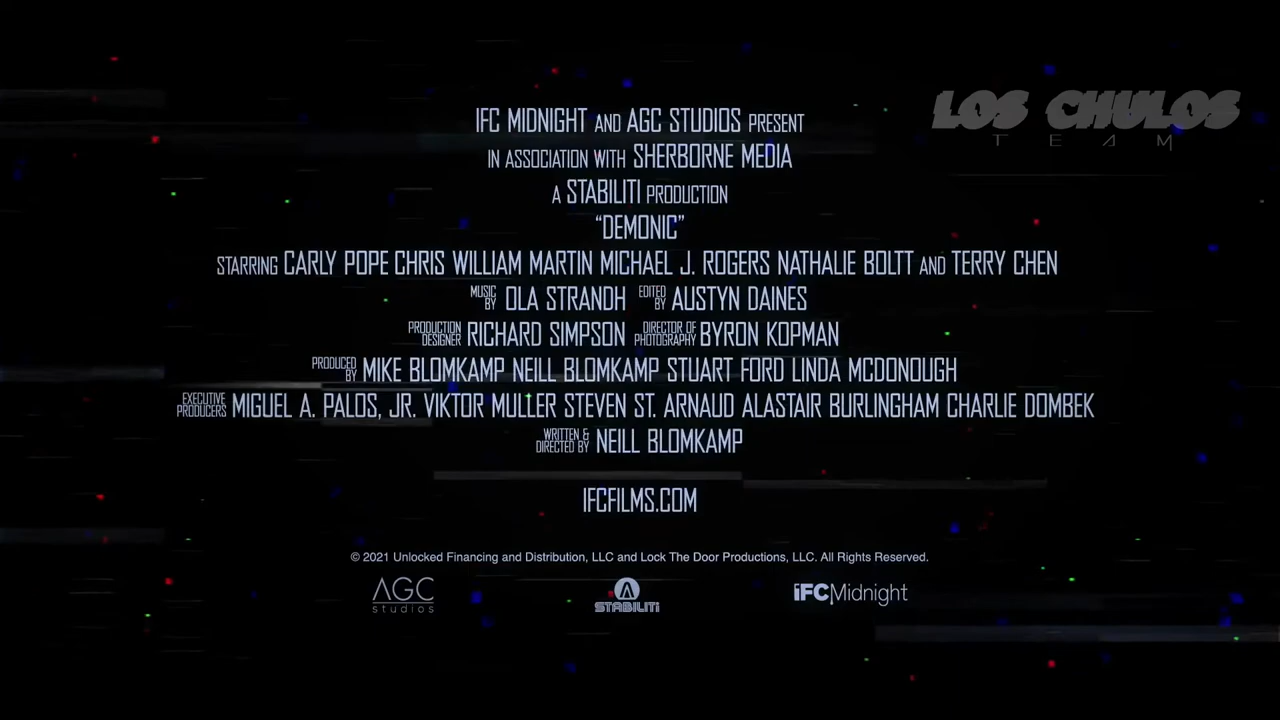 LOS CHULOS
TEAM
IFC MIDNIGHT AND AGC STUDIOS PRESENT
IN ASSOCIATION WITH SHERBORNE MEDIA
A STABILITI PRODUCTION
“DEMONIC”
STARRING CARLY POPE CHRIS WILLIAM MARTIN MICHAEL J. ROGERS NATHALIE BOLTT AND TERRY CHEN
MUSIC BY OLA STRANDH EDITED BY AUSTYN DAINES
PRODUCTION DESIGNER RICHARD SIMPSON DIRECTOR OF PHOTOGRAPHY BYRON KOPMAN
PRODUCED BY MIKE BLOMKAMP NEILL BLOMKAMP STUART FORD LINDA MCDONOUGH
EXECUTIVE PRODUCERS MIGUEL A. PALOS, JR. VIKTOR MULLER STEVEN ST. ARNAUD ALASTAIR BURLINGHAM CHARLIE DOMBEK
WRITTEN & DIRECTED BY NEILL BLOMKAMP
IFCFILMS.COM
© 2021 Unlocked Financing and Distribution, LLC and Lock The Door Productions, LLC. All Rights Reserved.
AGC studios
STABILITI
iFC Midnight